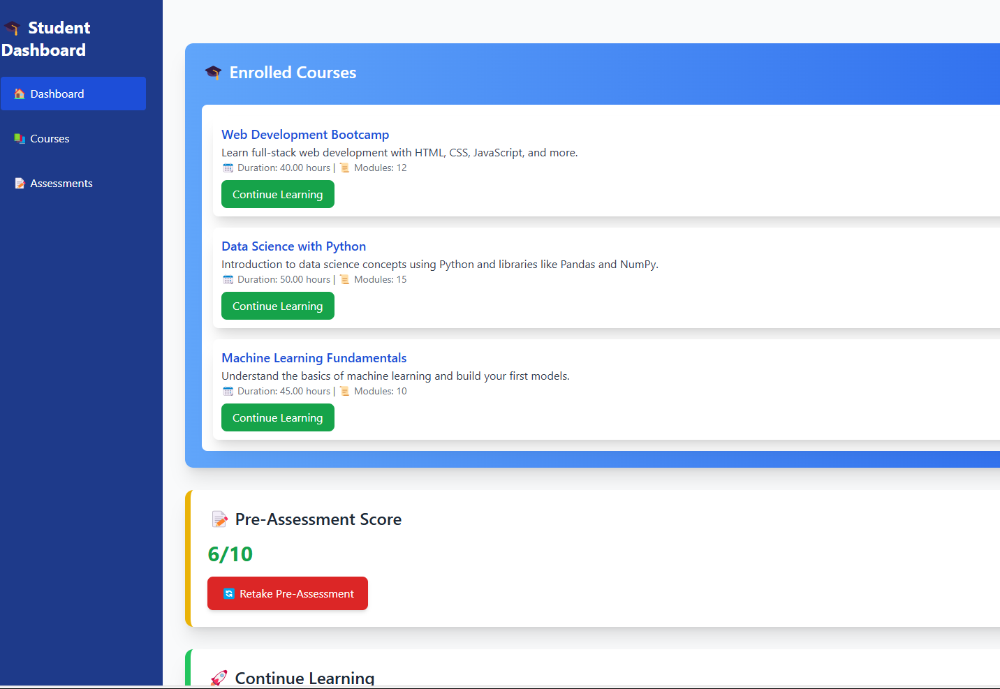 🎓 Student
Dashboard
🏠 Dashboard
📚 Courses
📝 Assessments
🎓 Enrolled Courses
Web Development Bootcamp
Learn full-stack web development with HTML, CSS, JavaScript, and more.
📅 Duration: 40.00 hours | 📜 Modules: 12
Continue Learning
Data Science with Python
Introduction to data science concepts using Python and libraries like Pandas and NumPy.
📅 Duration: 50.00 hours | 📜 Modules: 15
Continue Learning
Machine Learning Fundamentals
Understand the basics of machine learning and build your first models.
📅 Duration: 45.00 hours | 📜 Modules: 10
Continue Learning
📝 Pre-Assessment Score
6/10
🔄 Retake Pre-Assessment
🚀 Continue Learning